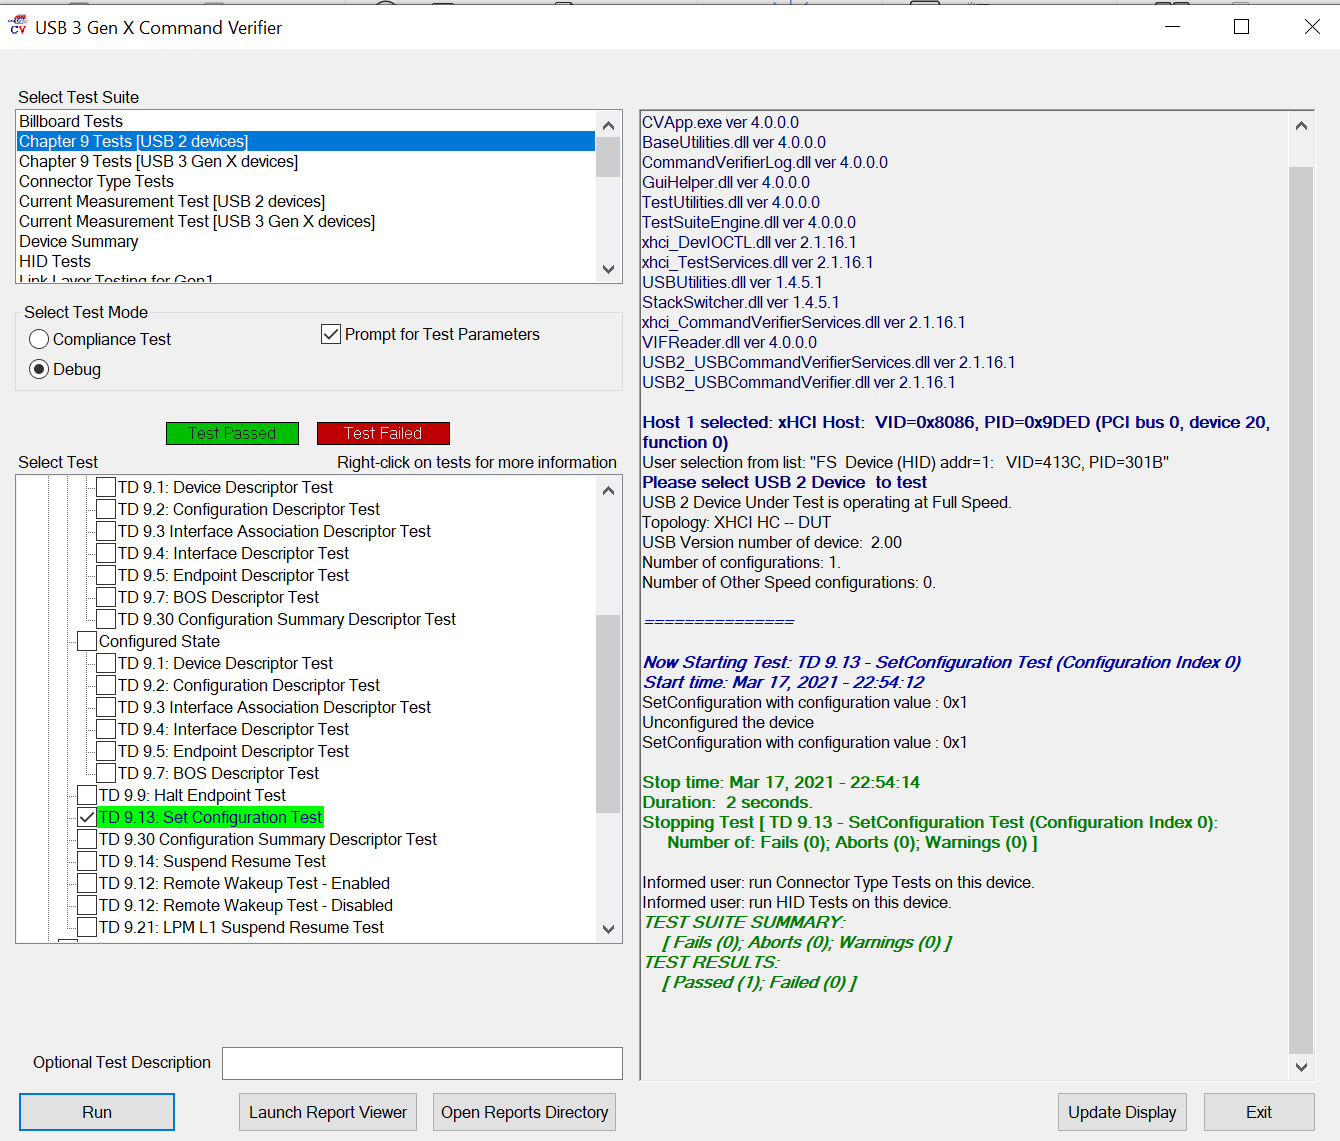 CV
USB 3 Gen X Command Verifier
Select Test Suite
Billboard Tests
Chapter 9 Tests [USB 2 devices]
Chapter 9 Tests [USB 3 Gen X devices]
Connector Type Tests
Current Measurement Test [USB 2 devices]
Current Measurement Test [USB 3 Gen X devices]
Device Summary
HID Tests
Link Layer Testing for Gen1
Select Test Mode
Compliance Test
Prompt for Test Parameters
Debug
Test Passed
Test Failed
Select Test
Right-click on tests for more information
TD 9.1: Device Descriptor Test
TD 9.2: Configuration Descriptor Test
TD 9.3 Interface Association Descriptor Test
TD 9.4: Interface Descriptor Test
TD 9.5: Endpoint Descriptor Test
TD 9.7: BOS Descriptor Test
TD 9.30 Configuration Summary Descriptor Test
Configured State
TD 9.1: Device Descriptor Test
TD 9.2: Configuration Descriptor Test
TD 9.3 Interface Association Descriptor Test
TD 9.4: Interface Descriptor Test
TD 9.5: Endpoint Descriptor Test
TD 9.7: BOS Descriptor Test
TD 9.9: Halt Endpoint Test
TD 9.13: Set Configuration Test
TD 9.30 Configuration Summary Descriptor Test
TD 9.14: Suspend Resume Test
TD 9.12: Remote Wakeup Test - Enabled
TD 9.12: Remote Wakeup Test - Disabled
TD 9.21: LPM L1 Suspend Resume Test
Optional Test Description
Run
Launch Report Viewer
Open Reports Directory
CVApp.exe ver 4.0.0.0
BaseUtilities.dll ver 4.0.0.0
CommandVerifierLog.dll ver 4.0.0.0
GuiHelper.dll ver 4.0.0.0
TestUtilities.dll ver 4.0.0.0
TestSuiteEngine.dll ver 4.0.0.0
xhci_DevIOCTL.dll ver 2.1.16.1
xhci_TestServices.dll ver 2.1.16.1
USBUtilities.dll ver 1.4.5.1
StackSwitcher.dll ver 1.4.5.1
xhci_CommandVerifierServices.dll ver 2.1.16.1
VIFReader.dll ver 4.0.0.0
USB2_USBCommandVerifierServices.dll ver 2.1.16.1
USB2_USBCommandVerifier.dll ver 2.1.16.1
Host 1 selected: xHCI Host:  VID=0x8086, PID=0x9DED (PCI bus 0, device 20,
function 0)
User selection from list: "FS  Device (HID) addr=1:   VID=413C, PID=301B"
Please select USB 2 Device  to test
USB 2 Device Under Test is operating at Full Speed.
Topology: XHCI HC -- DUT
USB Version number of device:  2.00
Number of configurations: 1.
Number of Other Speed configurations: 0.
===============
Now Starting Test: TD 9.13 - SetConfiguration Test (Configuration Index 0)
Start time: Mar 17, 2021 - 22:54:12
SetConfiguration with configuration value : 0x1
Unconfigured the device
SetConfiguration with configuration value : 0x1
Stop time: Mar 17, 2021 - 22:54:14
Duration:  2 seconds.
Stopping Test [ TD 9.13 - SetConfiguration Test (Configuration Index 0):
Number of: Fails (0); Aborts (0); Warnings (0) ]
Informed user: run Connector Type Tests on this device.
Informed user: run HID Tests on this device.
TEST SUITE SUMMARY:
[ Fails (0); Aborts (0); Warnings (0) ]
TEST RESULTS:
[ Passed (1); Failed (0) ]
Update Display
Exit